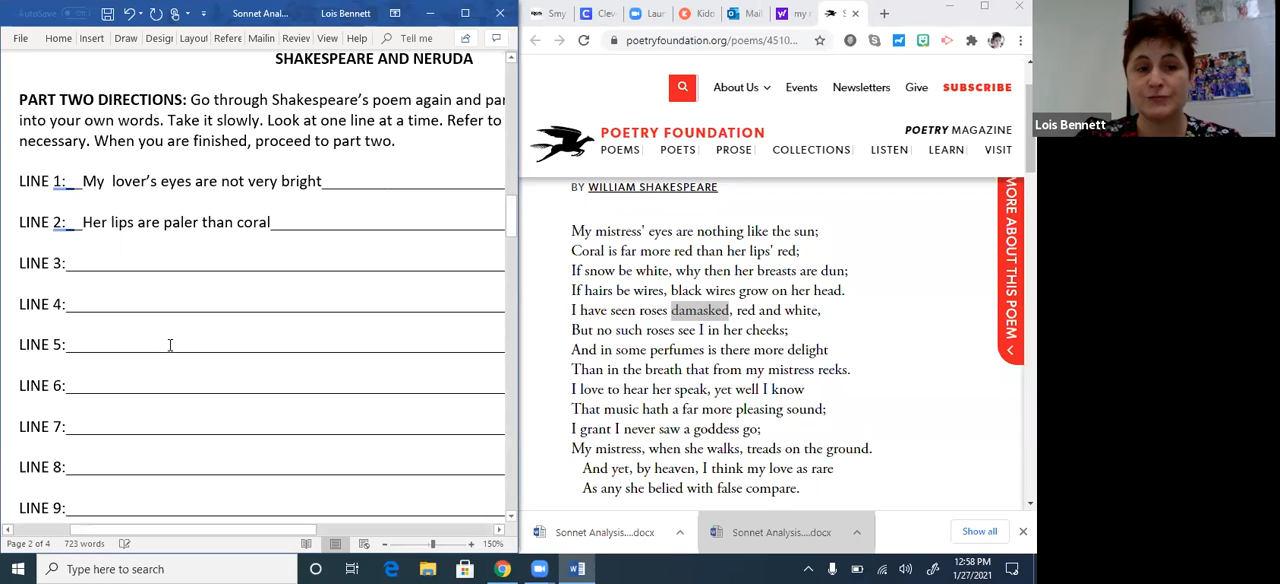 AutoSave Off Sonnet Anal... Lois Bennett
File Home Insert Draw Desig Layou Refere Mailin Review View Help Tell me
SHAKESPEARE AND NERUDA
PART TWO DIRECTIONS: Go through Shakespeare's poem again and par
into your own words. Take it slowly. Look at one line at a time. Refer to
necessary. When you are finished, proceed to part two.
LINE 1: My lover's eyes are not very bright
LINE 2: Her lips are paler than coral
LINE 3:
LINE 4:
LINE 5:
LINE 6:
LINE 7:
LINE 8:
LINE 9:
Page 2 of 4 723 words 150%
Smy Clev Laur Kido Mail my r S
poetryfoundation.org/poems/4510...
About Us Events Newsletters Give SUBSCRIBE
POETRY FOUNDATION POETRY MAGAZINE
POEMS POETS PROSE COLLECTIONS LISTEN LEARN VISIT
BY WILLIAM SHAKESPEARE
My mistress' eyes are nothing like the sun;
Coral is far more red than her lips' red;
If snow be white, why then her breasts are dun;
If hairs be wires, black wires grow on her head.
I have seen roses damasked, red and white,
But no such roses see I in her cheeks;
And in some perfumes is there more delight
Than in the breath that from my mistress reeks.
I love to hear her speak, yet well I know
That music hath a far more pleasing sound;
I grant I never saw a goddess go;
My mistress, when she walks, treads on the ground.
And yet, by heaven, I think my love as rare
As any she belied with false compare.
MORE ABOUT THIS POEM
Sonnet Analysis....docx Sonnet Analysis....docx Show all
Lois Bennett
Type here to search
12:58 PM
1/27/2021